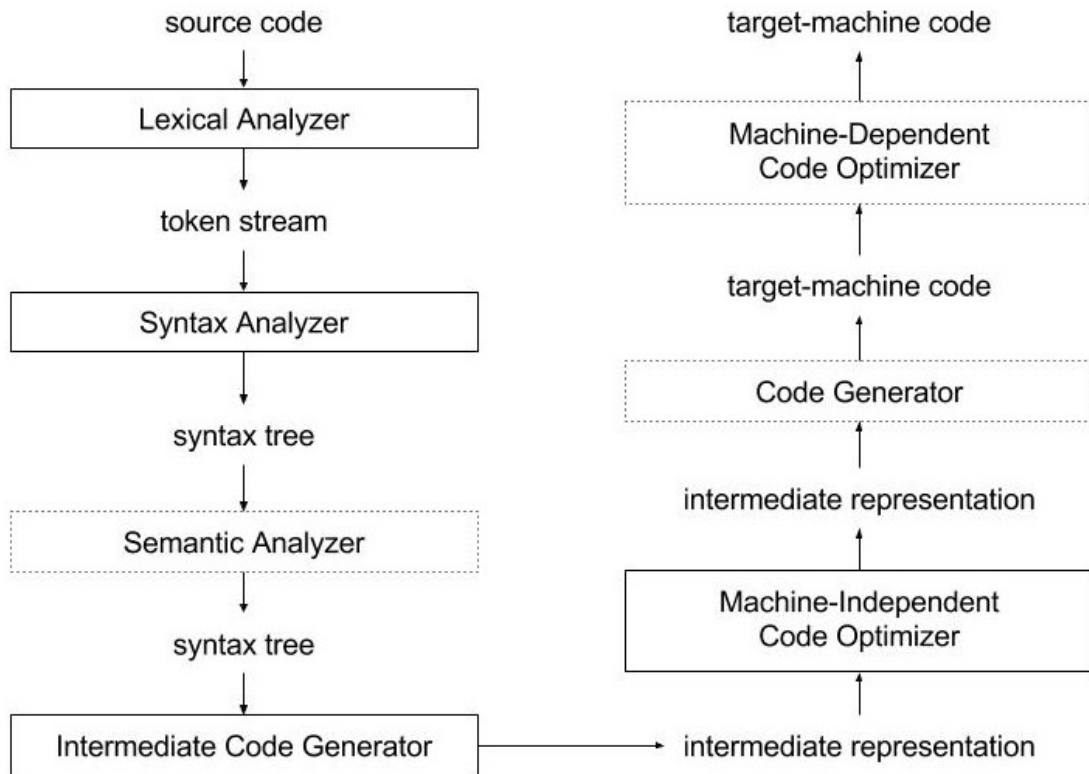 source code
Lexical Analyzer
token stream
Syntax Analyzer
syntax tree
Semantic Analyzer
syntax tree
Intermediate Code Generator
intermediate representation
Machine-Independent
Code Optimizer
intermediate representation
Code Generator
target-machine code
Machine-Dependent
Code Optimizer
target-machine code